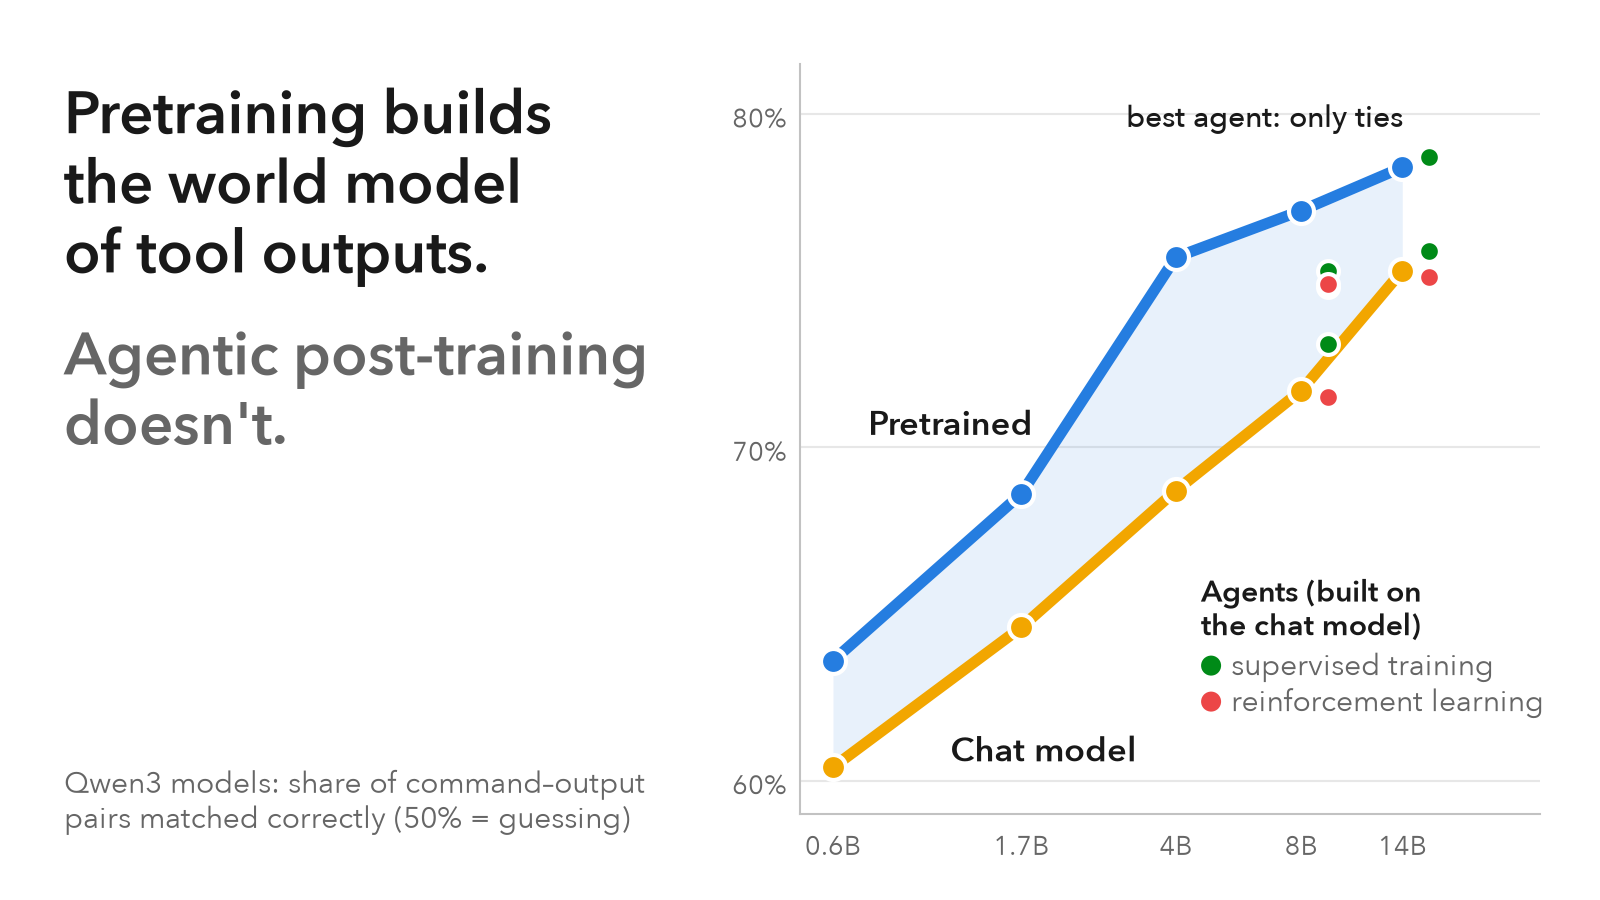 Pretraining builds
the world model
of tool outputs.
Agentic post-training
doesn't.
Qwen3 models: share of command–output
pairs matched correctly (50% = guessing)
80%
70%
60%
best agent: only ties
Pretrained
Chat model
Agents (built on
the chat model)
supervised training
reinforcement learning
0.6B
1.7B
4B
8B
14B